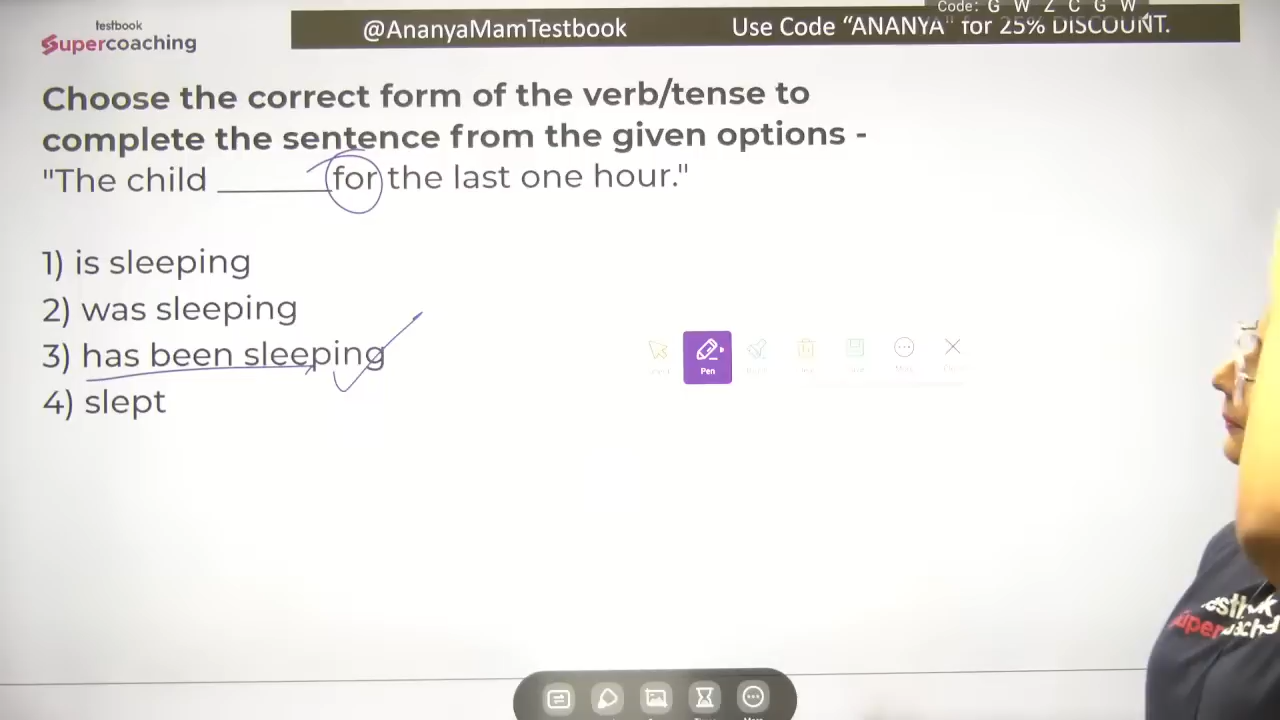 Code: G W Z C G W
testbook
Supercoaching
@AnanyaMamTestbook
Use Code “ANANYA” for 25% DISCOUNT.
Choose the correct form of the verb/tense to
complete the sentence from the given options -
"The child ______ for the last one hour."
1) is sleeping
2) was sleeping
3) has been sleeping
4) slept
Pen